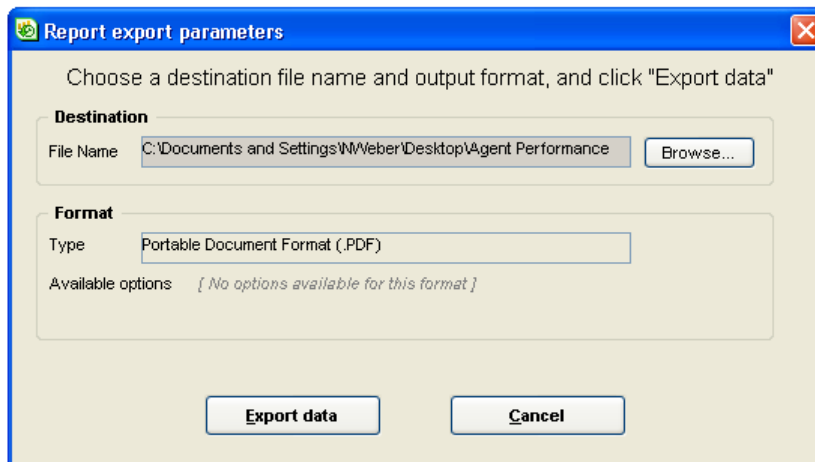 Report export parameters
Choose a destination file name and output format, and click "Export data"
Destination
File Name C:\Documents and Settings\NWeber\Desktop\Agent Performance Browse...
Format
Type Portable Document Format (.PDF)
Available options [ No options available for this format ]
Export data Cancel